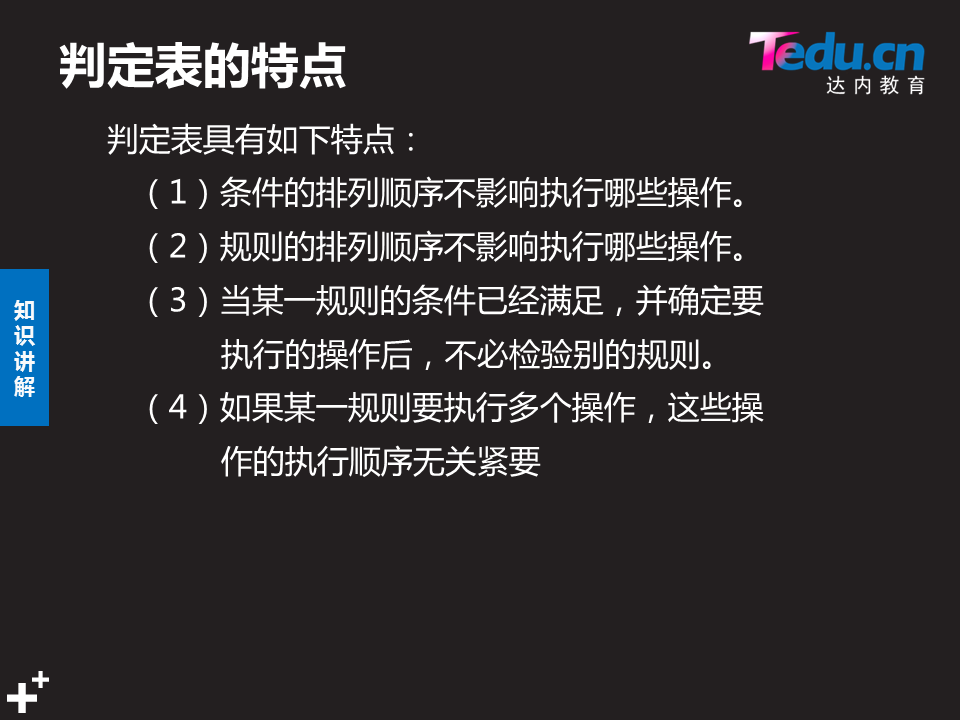 判定表的特点
Tedu.cn
达内教育
判定表具有如下特点：
（1）条件的排列顺序不影响执行哪些操作。
（2）规则的排列顺序不影响执行哪些操作。
（3）当某一规则的条件已经满足，并确定要
执行的操作后，不必检验别的规则。
（4）如果某一规则要执行多个操作，这些操
作的执行顺序无关紧要
知
识
讲
解